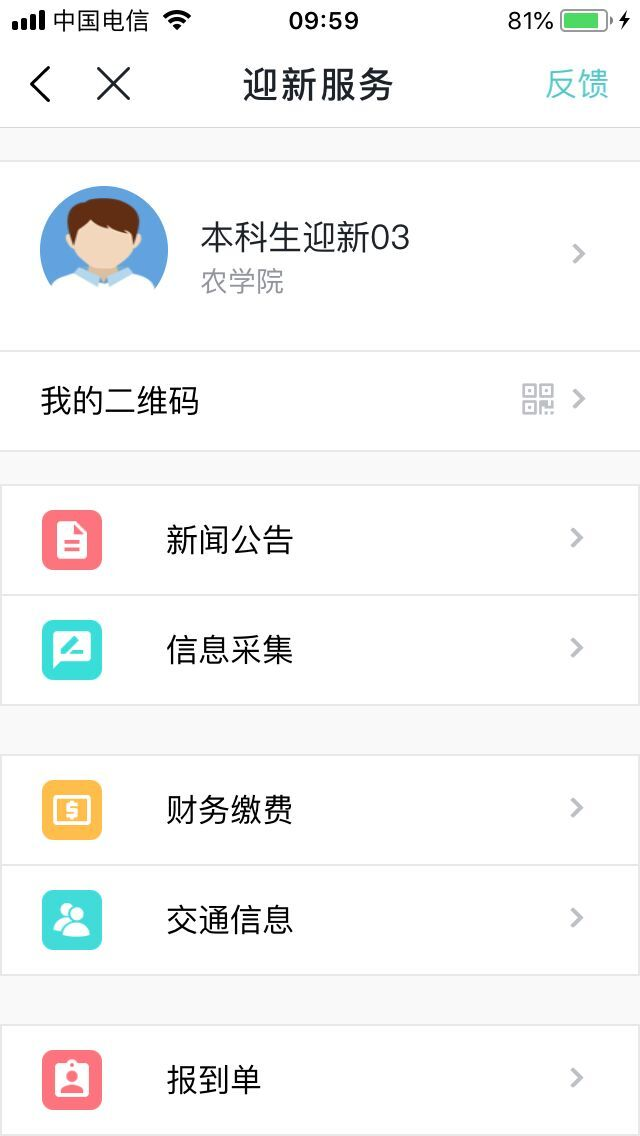 中国电信 09:59 81%
迎新服务 反馈
本科生迎新03
农学院
我的二维码
新闻公告
信息采集
财务缴费
交通信息
报到单